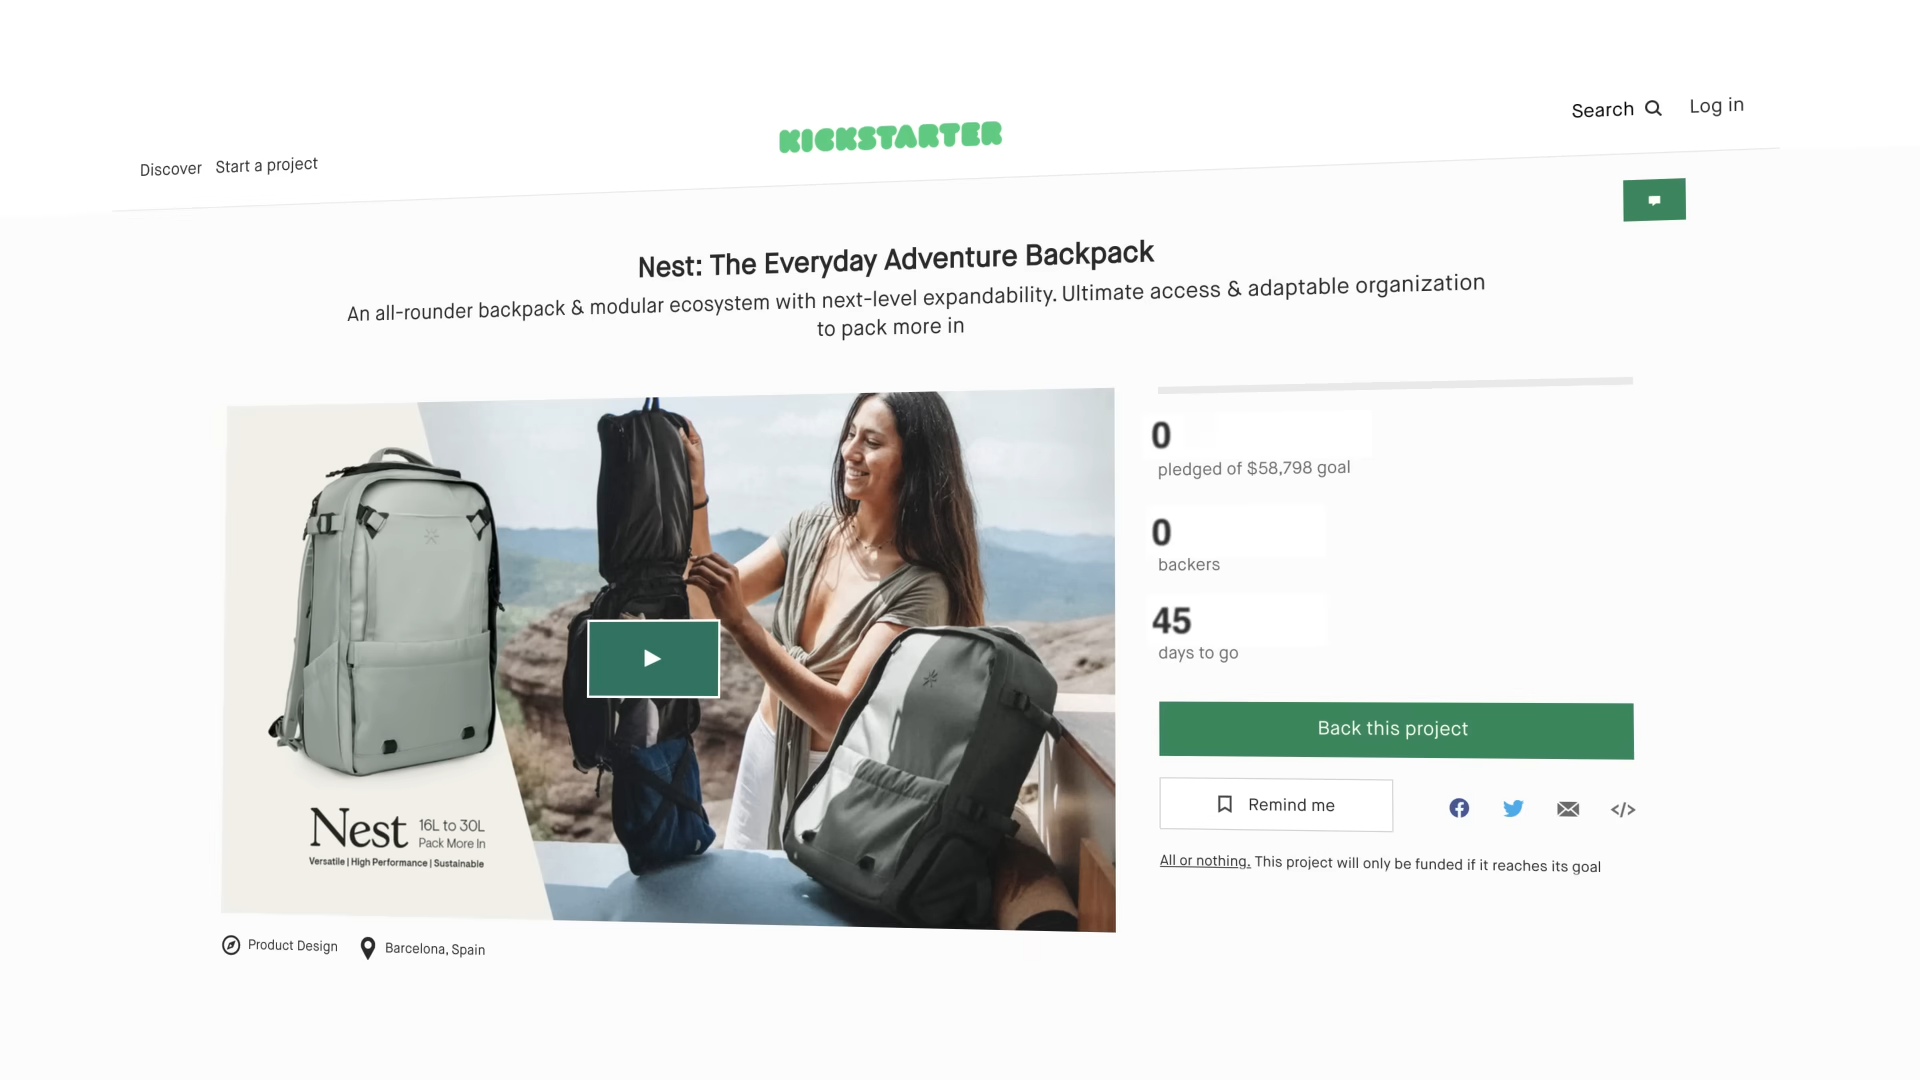 Search
Log in
KICKSTARTER
Discover
Start a project
Nest: The Everyday Adventure Backpack
An all-rounder backpack & modular ecosystem with next-level expandability. Ultimate access & adaptable organization
to pack more in
0
pledged of $58,798 goal
0
backers
45
days to go
Back this project
Remind me
All or nothing. This project will only be funded if it reaches its goal
Nest
16L to 30L
Pack More In
Versatile | High Performance | Sustainable
Product Design
Barcelona, Spain